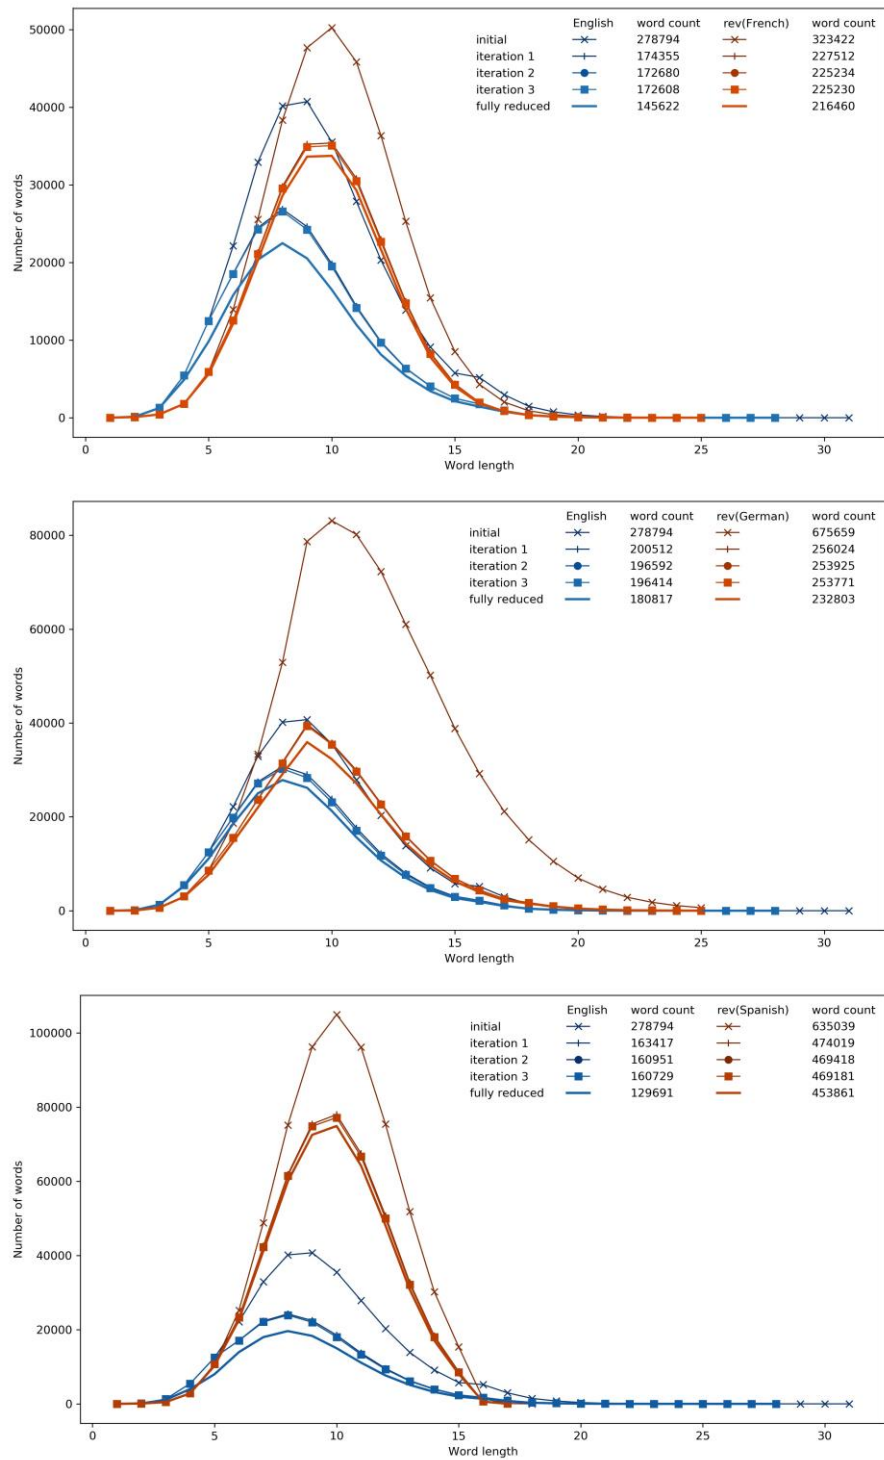 English word count rev(French) word count
initial 278794 323422
iteration 1 174355 227512
iteration 2 172680 225234
iteration 3 172608 225230
fully reduced 145622 216460
50000
40000
30000
20000
10000
0
Number of words
0 5 10 15 20 25 30
Word length
English word count rev(German) word count
initial 278794 675659
iteration 1 200512 256024
iteration 2 196592 253925
iteration 3 196414 253771
fully reduced 180817 232803
80000
60000
40000
20000
0
Number of words
0 5 10 15 20 25 30
Word length
English word count rev(Spanish) word count
initial 278794 635039
iteration 1 163417 474019
iteration 2 160951 469418
iteration 3 160729 469181
fully reduced 129691 453861
100000
80000
60000
40000
20000
0
Number of words
0 5 10 15 20 25 30
Word length